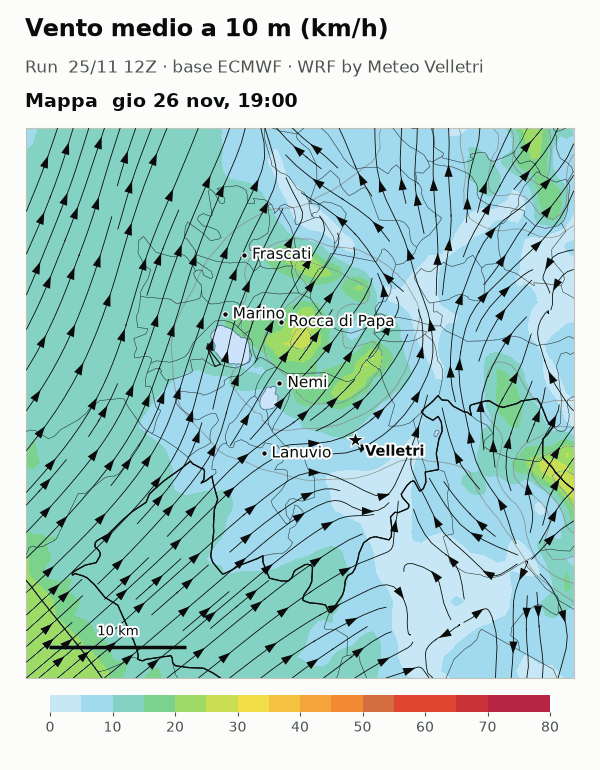 Vento medio a 10 m (km/h)
Run  25/11 12Z · base ECMWF · WRF by Meteo Velletri
Mappa  gio 26 nov, 19:00
Frascati
Marino
Rocca di Papa
Nemi
Velletri
Lanuvio
10 km
0 10 20 30 40 50 60 70 80